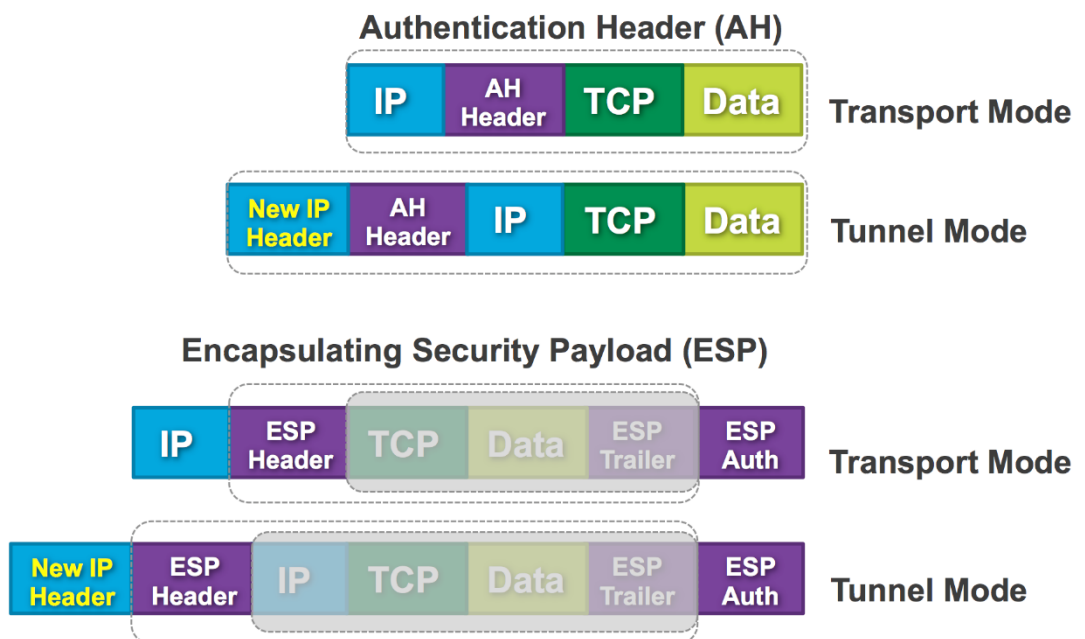 Authentication Header (AH)
IP AH Header TCP Data Transport Mode
New IP Header AH Header IP TCP Data Tunnel Mode
Encapsulating Security Payload (ESP)
IP ESP Header TCP Data ESP Trailer ESP Auth Transport Mode
New IP Header ESP Header IP TCP Data ESP Trailer ESP Auth Tunnel Mode